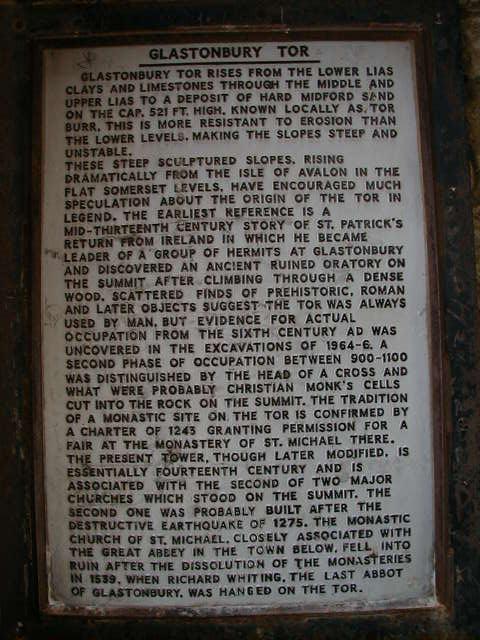 GLASTONBURY TOR
GLASTONBURY TOR RISES FROM THE LOWER LIAS
CLAYS AND LIMESTONES THROUGH THE MIDDLE AND
UPPER LIAS TO A DEPOSIT OF HARD MIDFORD SAND
ON THE CAP. 521 FT. HIGH. KNOWN LOCALLY AS, TOR
BURR, THIS IS MORE RESISTANT TO EROSION THAN
THE LOWER LEVELS, MAKING THE SLOPES STEEP AND
UNSTABLE.
THESE STEEP SCULPTURED SLOPES, RISING
DRAMATICALLY FROM THE ISLE OF AVALON IN THE
FLAT SOMERSET LEVELS, HAVE ENCOURAGED MUCH
SPECULATION ABOUT THE ORIGIN OF THE TOR IN
LEGEND. THE EARLIEST REFERENCE IS A
MID-THIRTEENTH CENTURY STORY OF ST. PATRICK'S
RETURN FROM IRELAND IN WHICH HE BECAME
LEADER OF A GROUP OF HERMITS AT GLASTONBURY
AND DISCOVERED AN ANCIENT RUINED ORATORY ON
THE SUMMIT AFTER CLIMBING THROUGH A DENSE
WOOD. SCATTERED FINDS OF PREHISTORIC, ROMAN
AND LATER OBJECTS SUGGEST THE TOR WAS ALWAYS
USED BY MAN, BUT EVIDENCE FOR ACTUAL
OCCUPATION FROM THE SIXTH CENTURY AD WAS
UNCOVERED IN THE EXCAVATIONS OF 1964-6. A
SECOND PHASE OF OCCUPATION BETWEEN 900-1100
WAS DISTINGUISHED BY THE HEAD OF A CROSS AND
WHAT WERE PROBABLY CHRISTIAN MONK'S CELLS
CUT INTO THE ROCK ON THE SUMMIT. THE TRADITION
OF A MONASTIC SITE ON THE TOR IS CONFIRMED BY
A CHARTER OF 1243 GRANTING PERMISSION FOR A
FAIR AT THE MONASTERY OF ST. MICHAEL THERE.
THE PRESENT TOWER, THOUGH LATER MODIFIED, IS
ESSENTIALLY FOURTEENTH CENTURY AND IS
ASSOCIATED WITH THE SECOND OF TWO MAJOR
CHURCHES WHICH STOOD ON THE SUMMIT. THE
SECOND ONE WAS PROBABLY BUILT AFTER THE
DESTRUCTIVE EARTHQUAKE OF 1275. THE MONASTIC
CHURCH OF ST. MICHAEL, CLOSELY ASSOCIATED WITH
THE GREAT ABBEY IN THE TOWN BELOW, FELL INTO
RUIN AFTER THE DISSOLUTION OF THE MONASTERIES
IN 1539, WHEN RICHARD WHITING, THE LAST ABBOT
OF GLASTONBURY, WAS HANGED ON THE TOR.